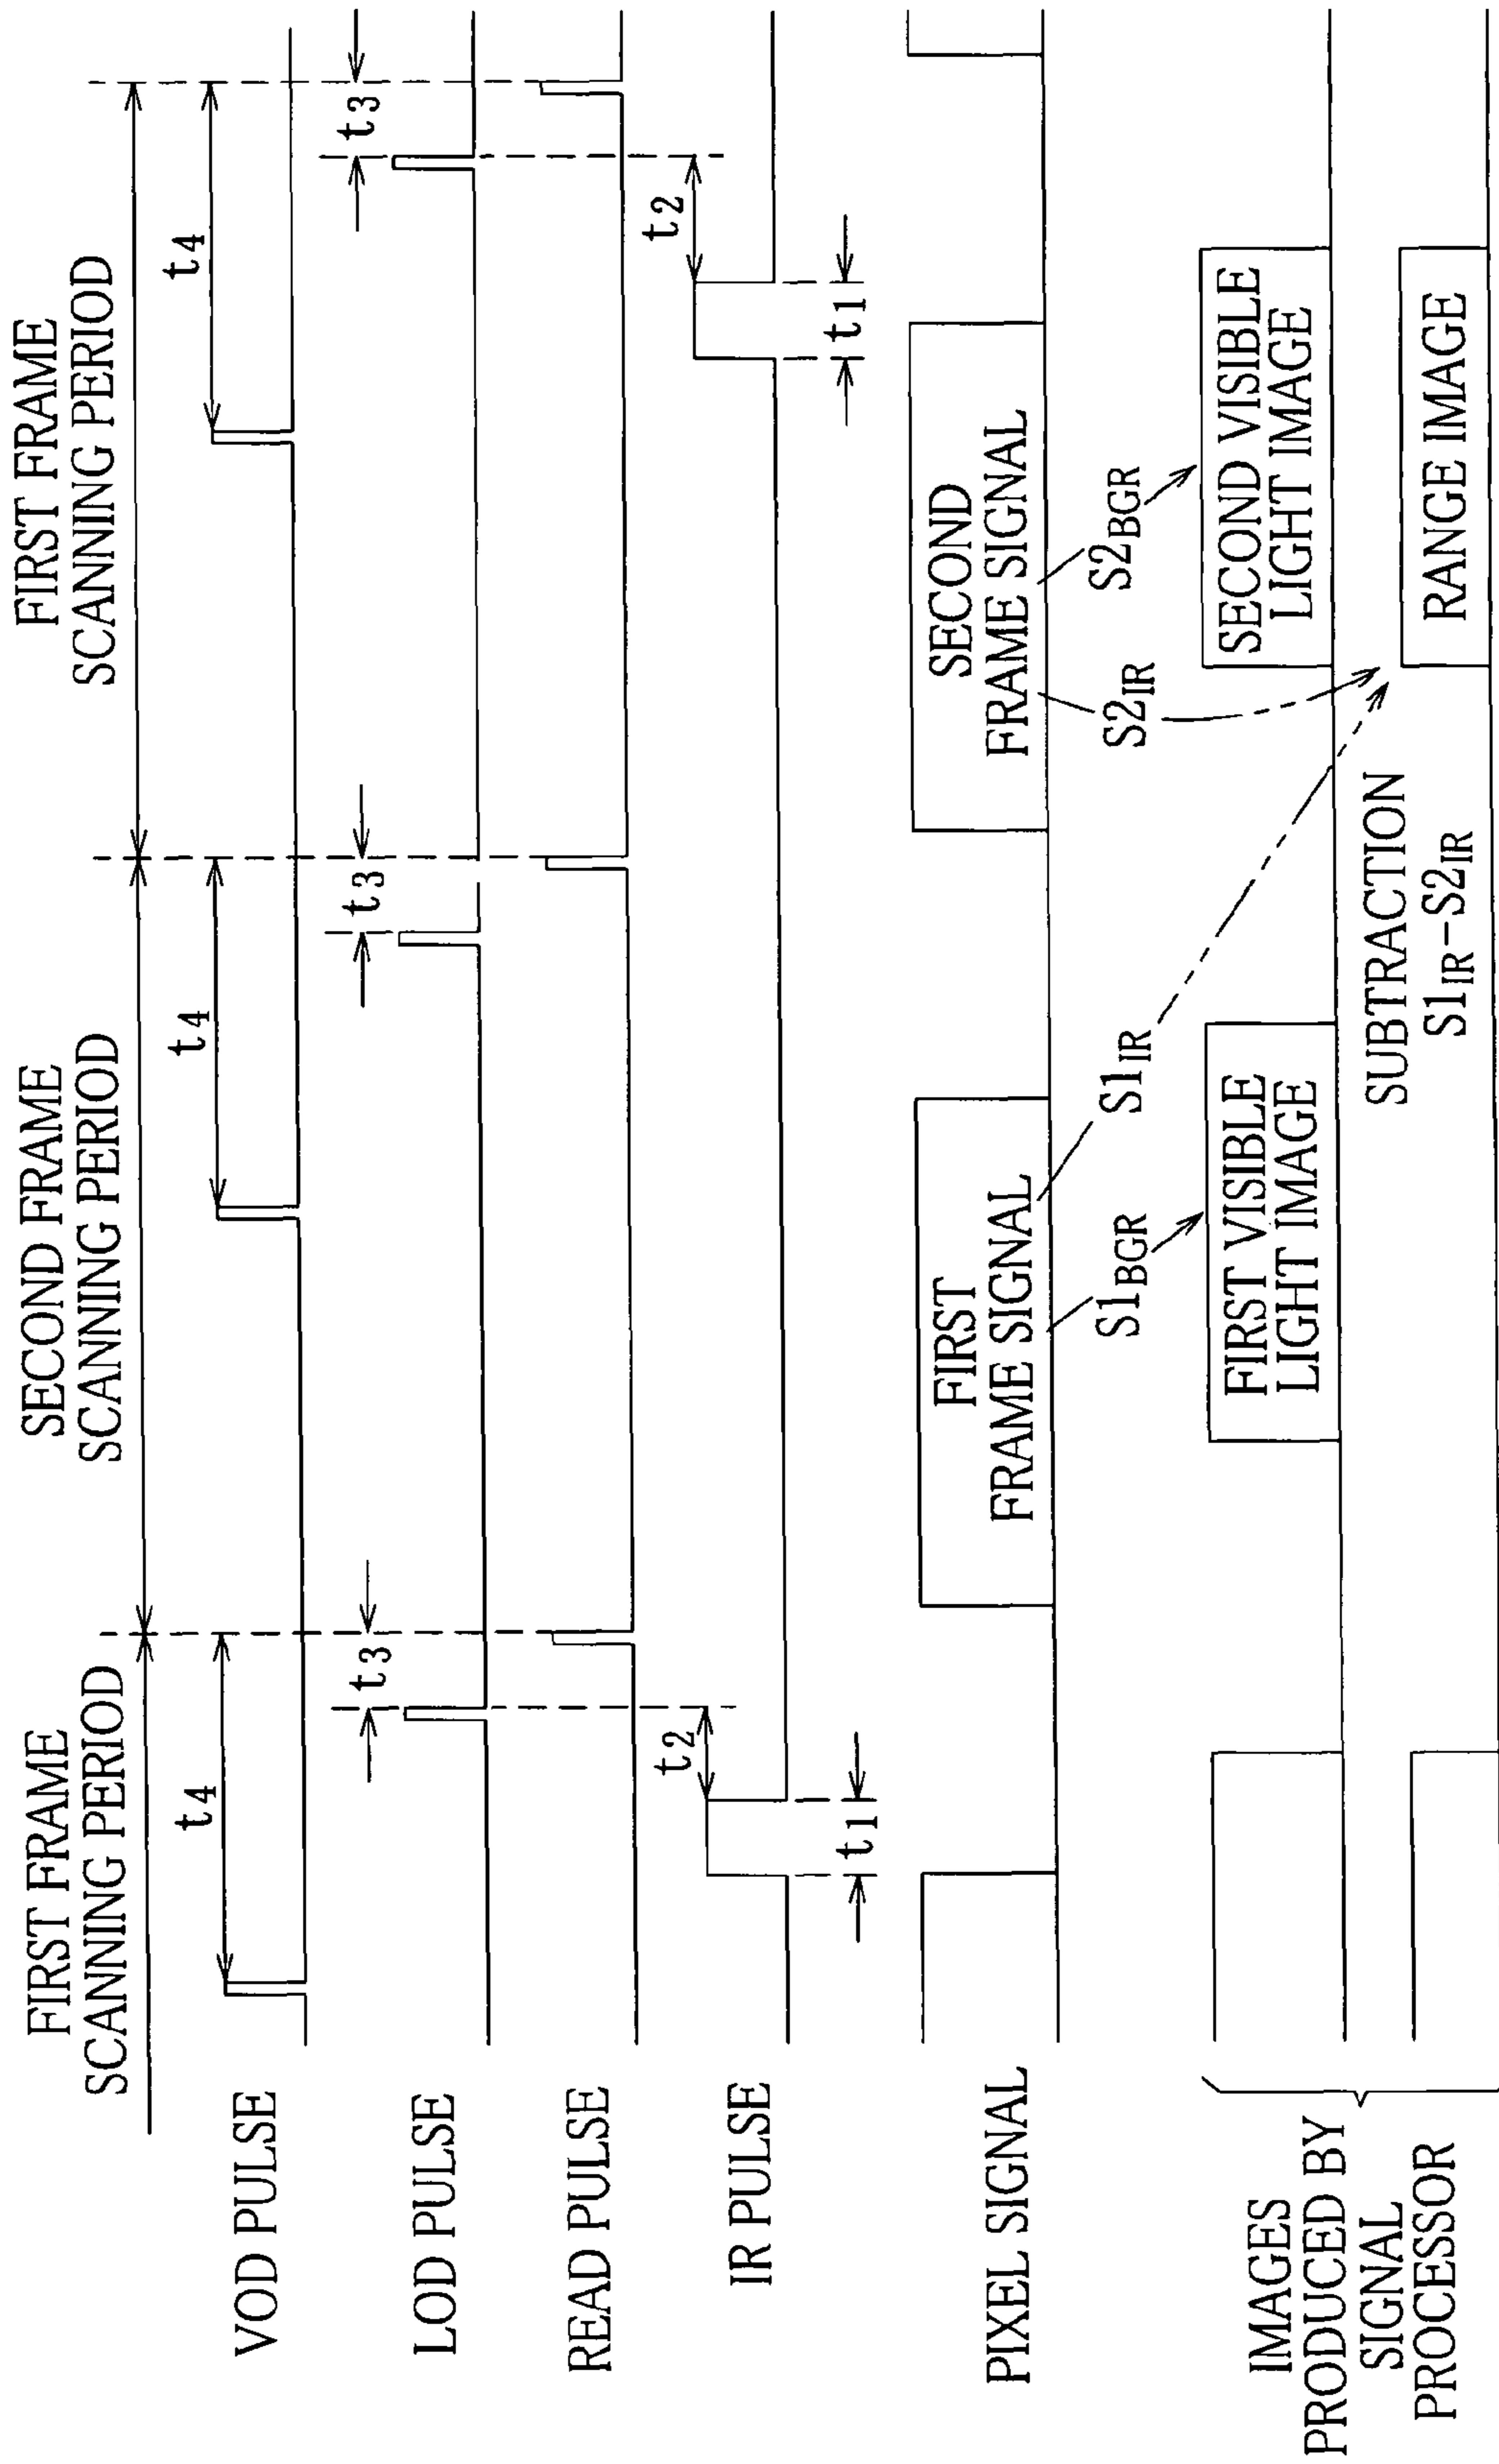 FIRST FRAME
SCANNING PERIOD
SECOND FRAME
SCANNING PERIOD
FIRST FRAME
SCANNING PERIOD
VOD PULSE
t4
t4
t4
LOD PULSE
t3
t3
t3
READ PULSE
IR PULSE
t2
t2
t1
t1
PIXEL SIGNAL
FIRST
FRAME SIGNAL
SECOND
FRAME SIGNAL
S1BGR
S1IR
S2IR
S2BGR
IMAGES
PRODUCED BY
SIGNAL
PROCESSOR
FIRST VISIBLE
LIGHT IMAGE
SECOND VISIBLE
LIGHT IMAGE
SUBTRACTION
S1IR-S2IR
RANGE IMAGE